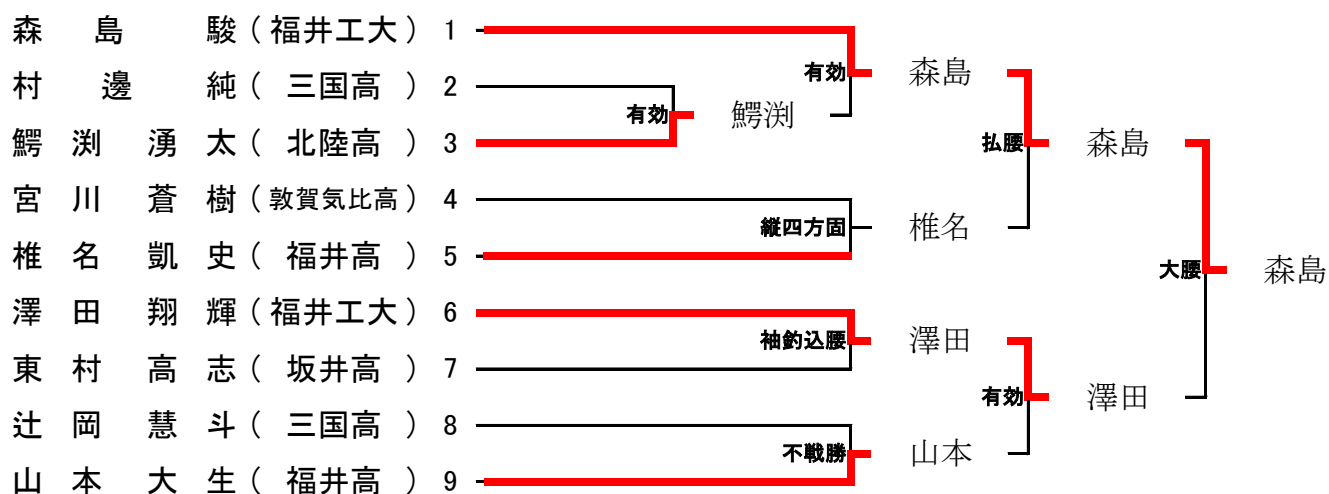 森島駿(福井工大) 1
有効 森島
村邊純(三国高) 2
有効 鰐渕
払腰 森島
鰐渕湧太(北陸高) 3
宮川蒼樹(敦賀気比高) 4
縦四方固 椎名
椎名凱史(福井高) 5
大腰 森島
澤田翔輝(福井工大) 6
袖釣込腰 澤田
東村高志(坂井高) 7
有効 澤田
辻岡慧斗(三国高) 8
不戦勝 山本
山本大生(福井高) 9